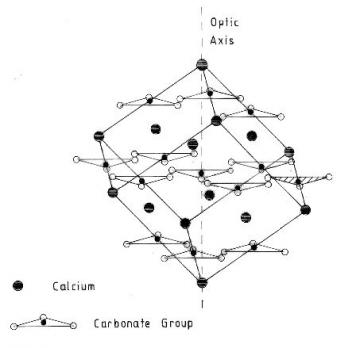 Optic
Axis
Calcium
Carbonate Group